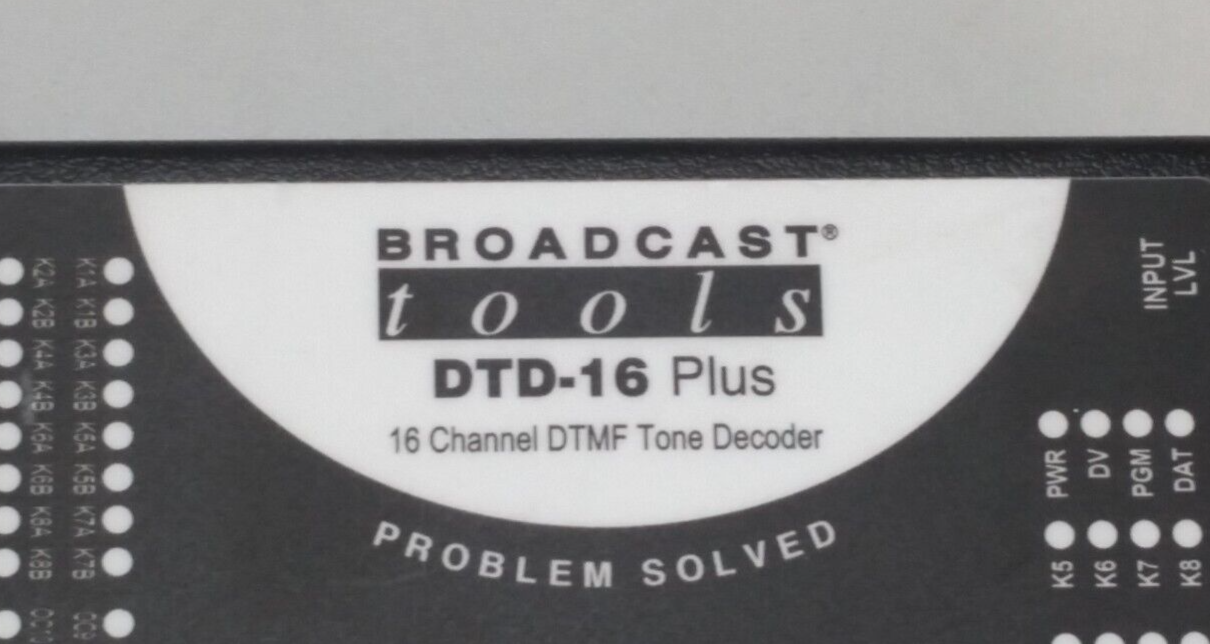 BROADCAST®
tools
DTD-16 Plus
16 Channel DTMF Tone Decoder
PROBLEM SOLVED
K2A K2B K4A K4B K6A K6B K8A K8B
K1A K1B K3A K3B K5A K5B K7A K7B OC9
INPUT
LVL
PWR DV PGM DAT
K5 K6 K7 K8